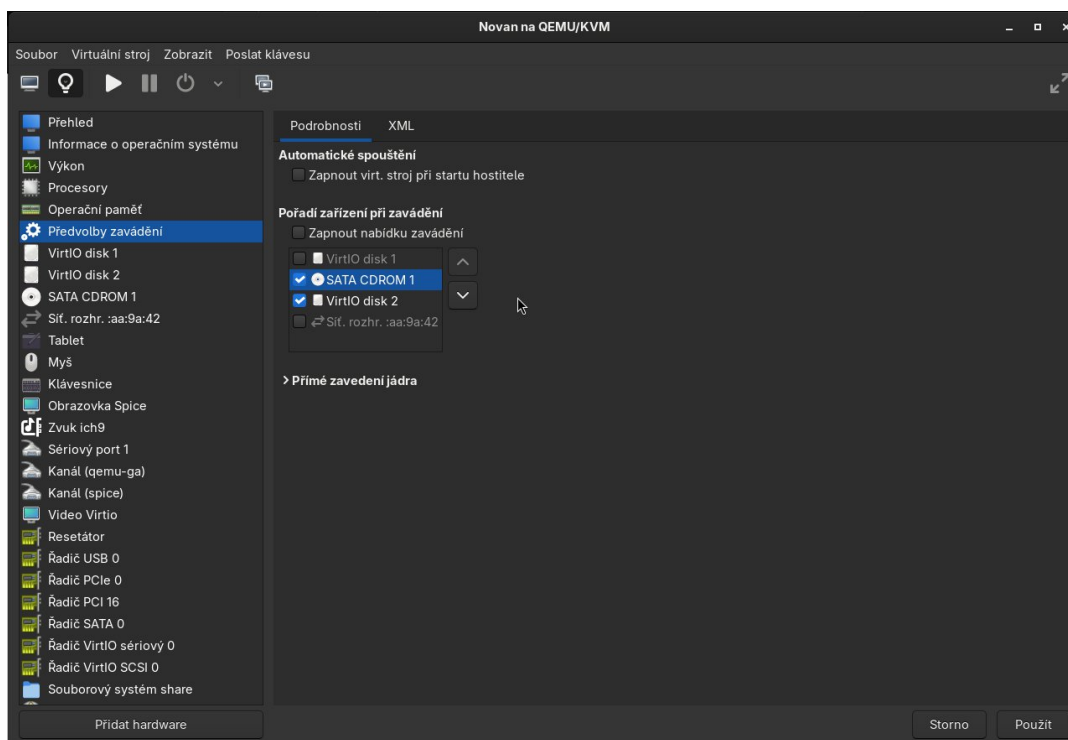 Novan na QEMU/KVM
Soubor Virtuální stroj Zobrazit Poslat klávesu
Přehled
Informace o operačním systému
Výkon
Procesory
Operační paměť
Předvolby zavádění
VirtIO disk 1
VirtIO disk 2
SATA CDROM 1
Síť. rozhr. :aa:9a:42
Tablet
Myš
Klávesnice
Obrazovka Spice
Zvuk ich9
Sériový port 1
Kanál (qemu-ga)
Kanál (spice)
Video Virtio
Resetátor
Řadič USB 0
Řadič PCIe 0
Řadič PCI 16
Řadič SATA 0
Řadič VirtIO sériový 0
Řadič VirtIO SCSI 0
Souborový systém share
Přidat hardware
Podrobnosti XML
Automatické spouštění
Zapnout virt. stroj při startu hostitele
Pořadí zařízení při zavádění
Zapnout nabídku zavádění
VirtIO disk 1
SATA CDROM 1
VirtIO disk 2
Síť. rozhr. :aa:9a:42
Přímé zavedení jádra
Storno Použít